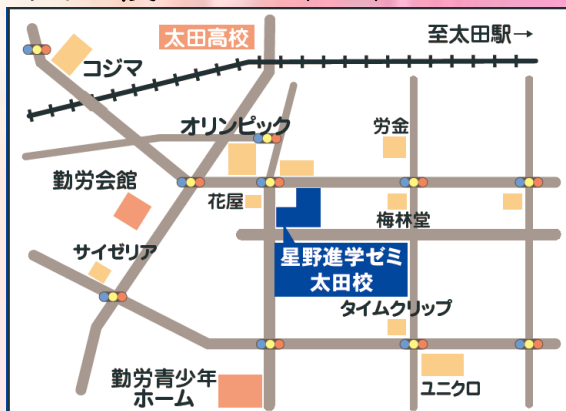 太田高校
至太田駅→
コジマ
オリンピック
労金
勤労会館
花屋
梅林堂
サイゼリア
星野進学ゼミ
太田校
タイムクリップ
勤労青少年
ホーム
ユニクロ